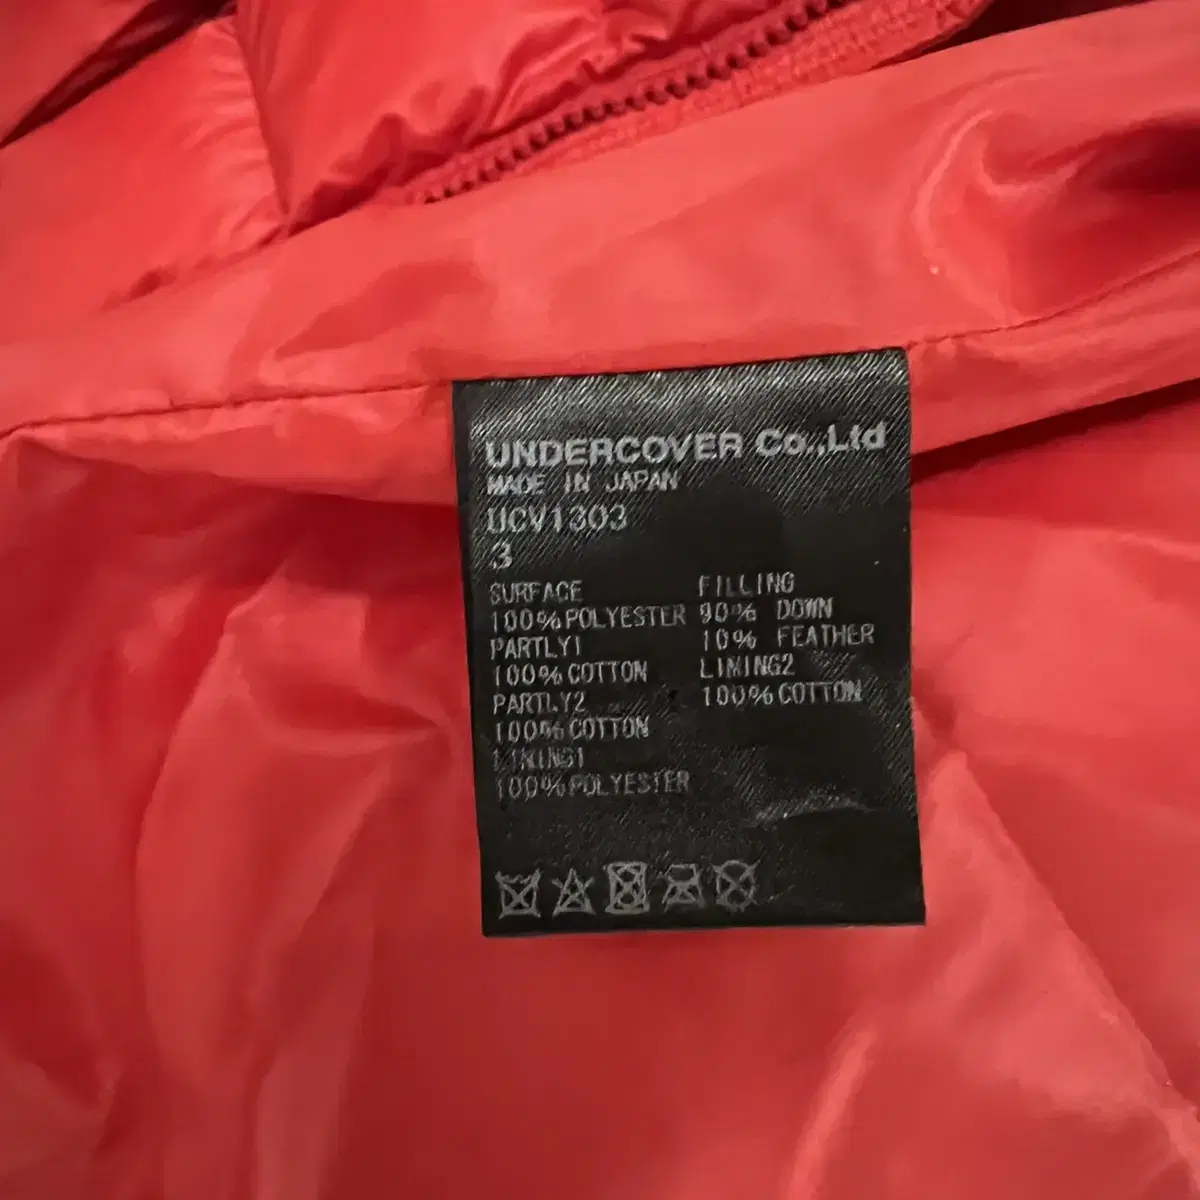 UNDERCOVER Co.,Ltd
MADE IN JAPAN
UCV1303
3
SURFACE
100%POLYESTER
PARTLY1
100%COTTON
PARTLY2
100%COTTON
LINING1
100%POLYESTER
FILLING
90% DOWN
10% FEATHER
LINING2
100%COTTON